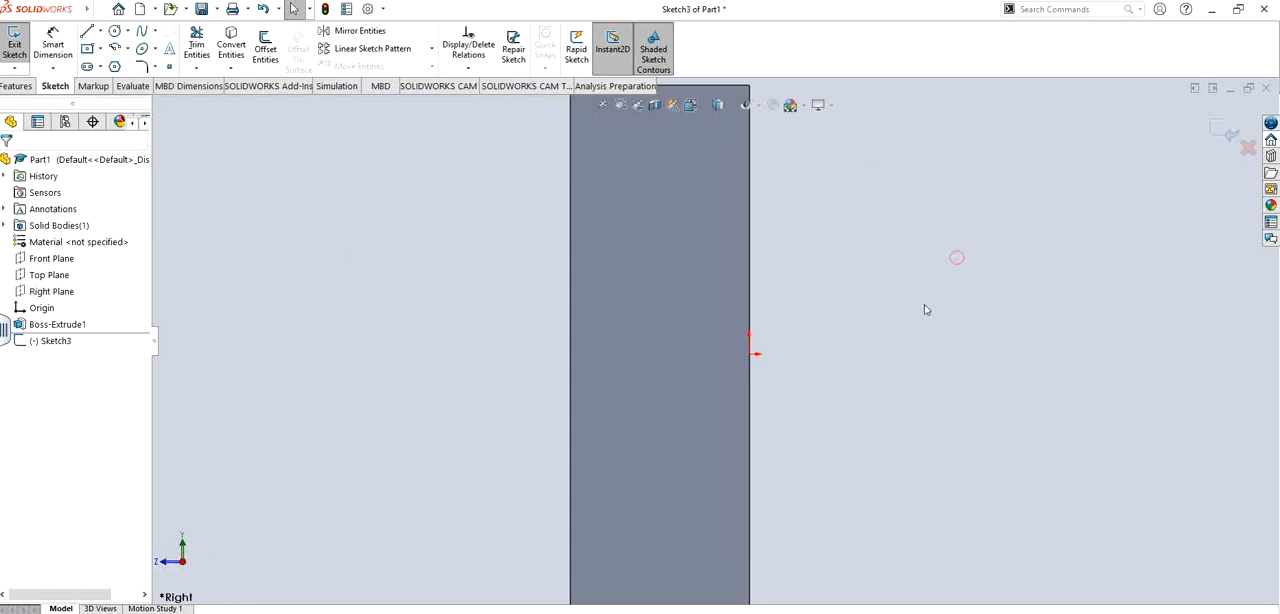 SOLIDWORKS
Sketch3 of Part1 *
Search Commands
Exit Sketch
Smart Dimension
Trim Entities
Convert Entities
Offset Entities
Offset On Surface
Mirror Entities
Linear Sketch Pattern
Move Entities
Display/Delete Relations
Repair Sketch
Quick Snaps
Rapid Sketch
Instant2D
Shaded Sketch Contours
Features
Sketch
Markup
Evaluate
MBD Dimensions
SOLIDWORKS Add-Ins
Simulation
MBD
SOLIDWORKS CAM
SOLIDWORKS CAM T...
Analysis Preparation
Part1 (Default<<Default>_Dis
History
Sensors
Annotations
Solid Bodies(1)
Material <not specified>
Front Plane
Top Plane
Right Plane
Origin
Boss-Extrude1
(-) Sketch3
Y
Z
*Right
Model
3D Views
Motion Study 1